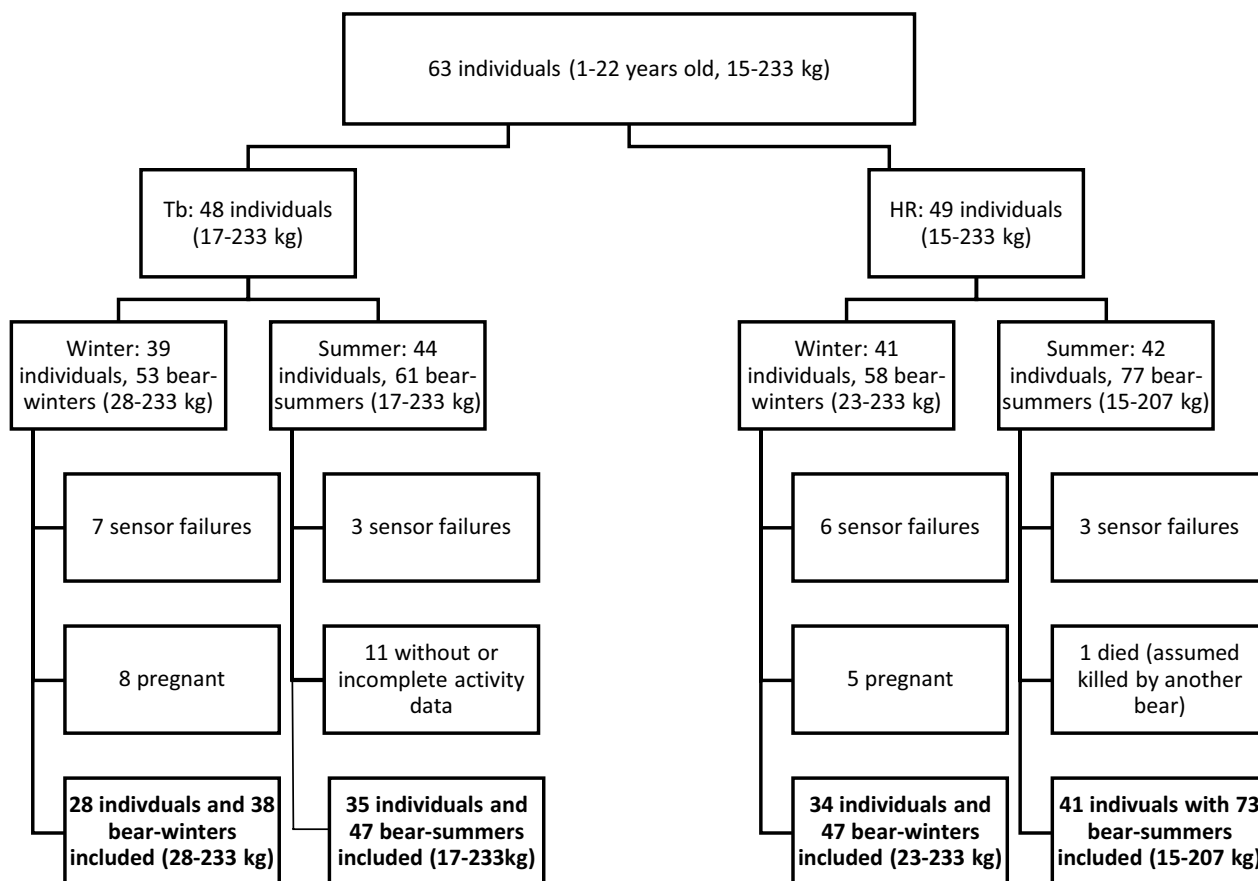 63 individuals (1-22 years old, 15-233 kg)
Tb: 48 individuals
(17-233 kg)
HR: 49 individuals
(15-233 kg)
Winter: 39
individuals, 53 bear-
winters (28-233 kg)
Summer: 44
individuals, 61 bear-
summers (17-233 kg)
Winter: 41
individuals, 58 bear-
winters (23-233 kg)
Summer: 42
indivduals, 77 bear-
summers (15-207 kg)
7 sensor failures
3 sensor failures
6 sensor failures
3 sensor failures
8 pregnant
11 without or
incomplete activity
data
5 pregnant
1 died (assumed
killed by another
bear)
28 indivduals and 38
bear-winters
included (28-233 kg)
35 individuals and
47 bear-summers
included (17-233kg)
34 individuals and
47 bear-winters
included (23-233 kg)
41 indivuals with 73
bear-summers
included (15-207 kg)